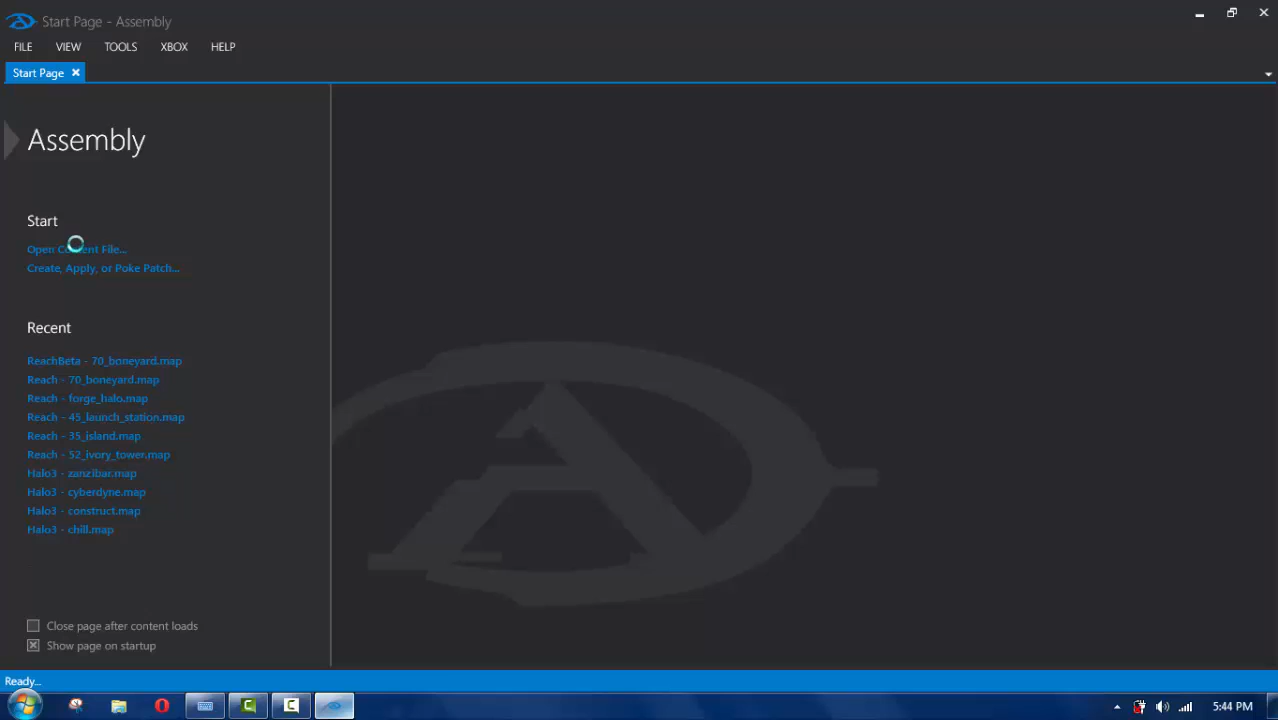 Start Page - Assembly
FILE VIEW TOOLS XBOX HELP
Start Page
Assembly
Start
Open Content File...
Create, Apply, or Poke Patch...
Recent
ReachBeta - 70_boneyard.map
Reach - 70_boneyard.map
Reach - forge_halo.map
Reach - 45_launch_station.map
Reach - 35_island.map
Reach - 52_ivory_tower.map
Halo3 - zanzibar.map
Halo3 - cyberdyne.map
Halo3 - construct.map
Halo3 - chill.map
Close page after content loads
Show page on startup
Ready...
5:44 PM